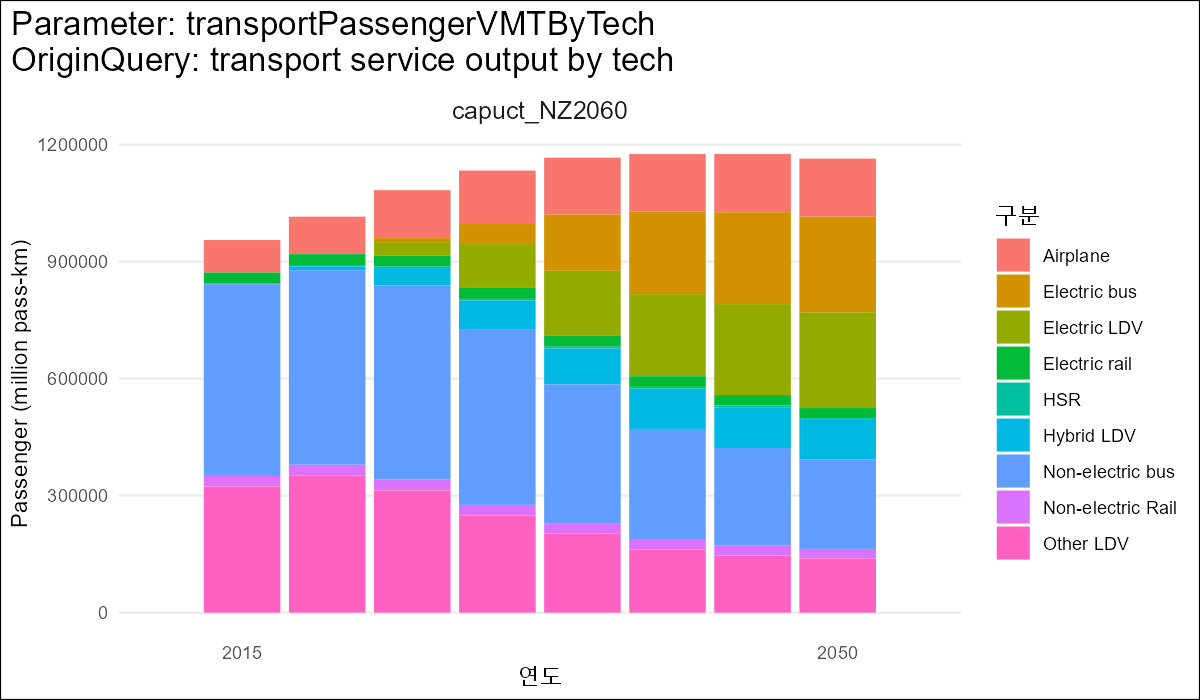 Parameter: transportPassengerVMTByTech
OriginQuery: transport service output by tech
capuct_NZ2060
1200000
900000
600000
300000
0
Passenger (million pass-km)
2015
2050
연도
구분
Airplane
Electric bus
Electric LDV
Electric rail
HSR
Hybrid LDV
Non-electric bus
Non-electric Rail
Other LDV